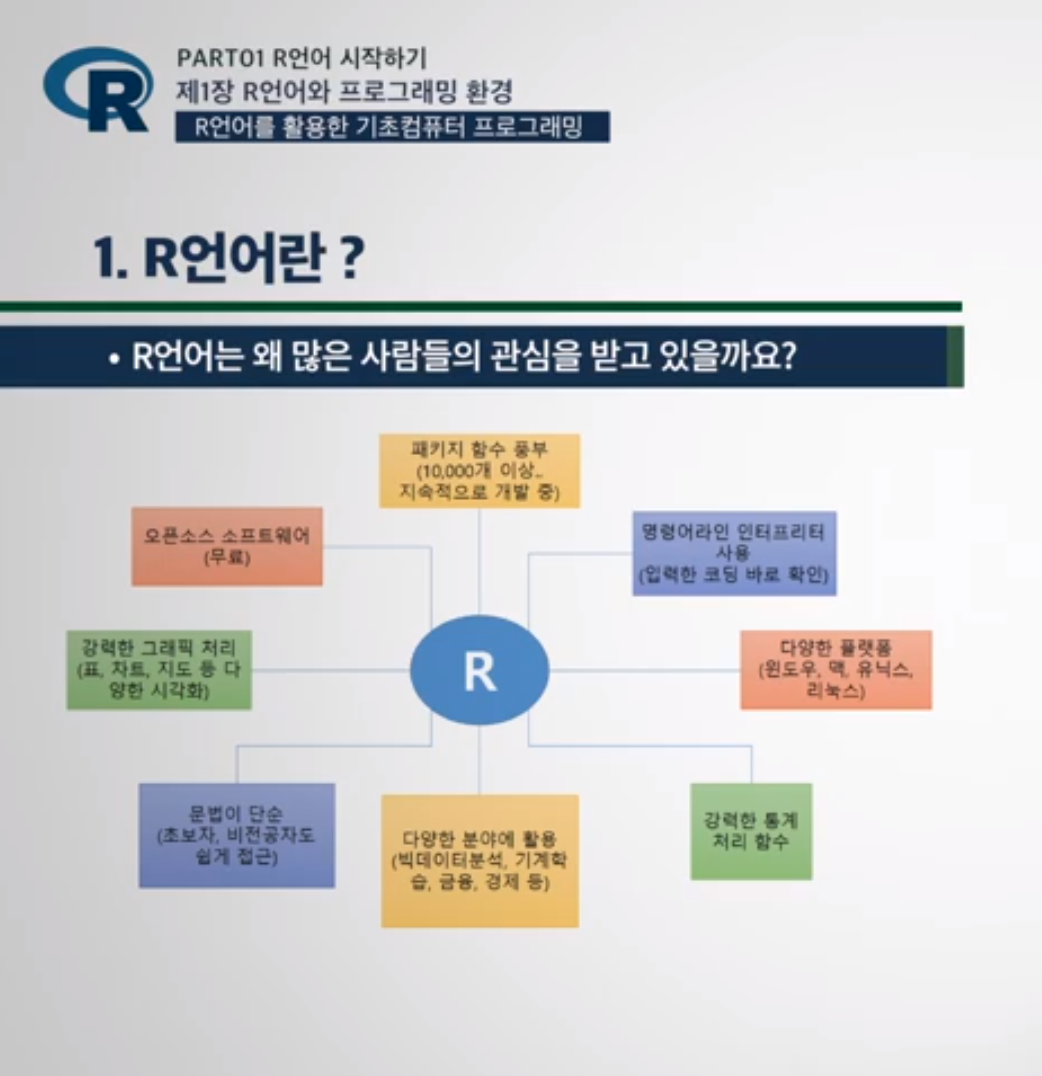 R
PART01 R언어 시작하기
제1장 R언어와 프로그래밍 환경
R언어를 활용한 기초컴퓨터 프로그래밍
1. R언어란 ?
• R언어는 왜 많은 사람들의 관심을 받고 있을까요?
패키지 함수 풍부
(10,000개 이상..
지속적으로 개발 중)
오픈소스 소프트웨어
(무료)
명령어라인 인터프리터
사용
(입력한 코딩 바로 확인)
강력한 그래픽 처리
(표, 차트, 지도 등 다
양한 시각화)
R
다양한 플랫폼
(윈도우, 맥, 유닉스,
리눅스)
문법이 단순
(초보자, 비전공자도
쉽게 접근)
다양한 분야에 활용
(빅데이터분석, 기계학
습, 금융, 경제 등)
강력한 통계
처리 함수